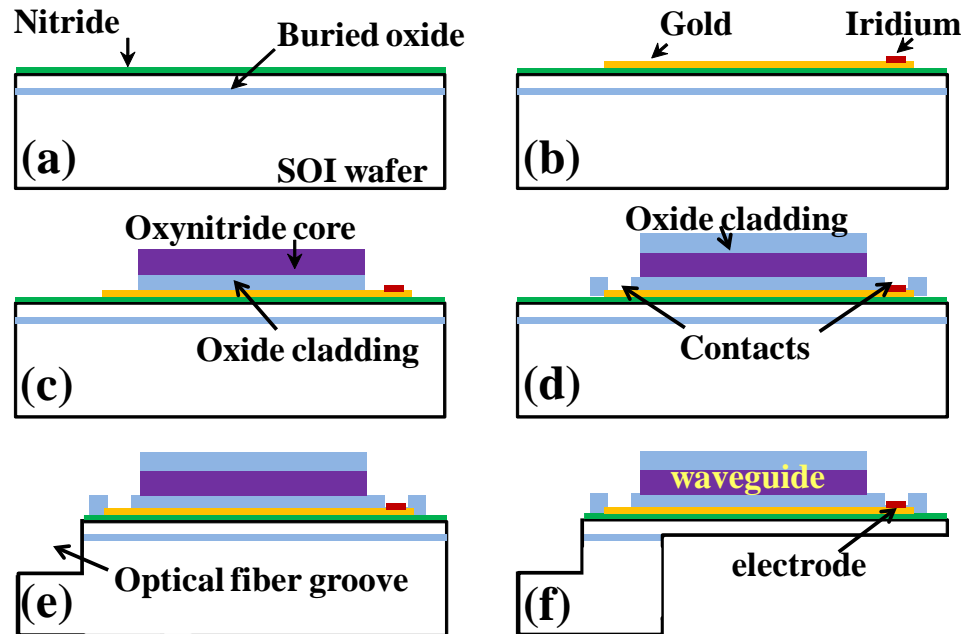 Nitride
Buried oxide
(a)
SOI wafer
Gold
Iridium
(b)
Oxynitride core
Oxide cladding
(c)
Oxide cladding
Contacts
(d)
Optical fiber groove
(e)
waveguide
electrode
(f)